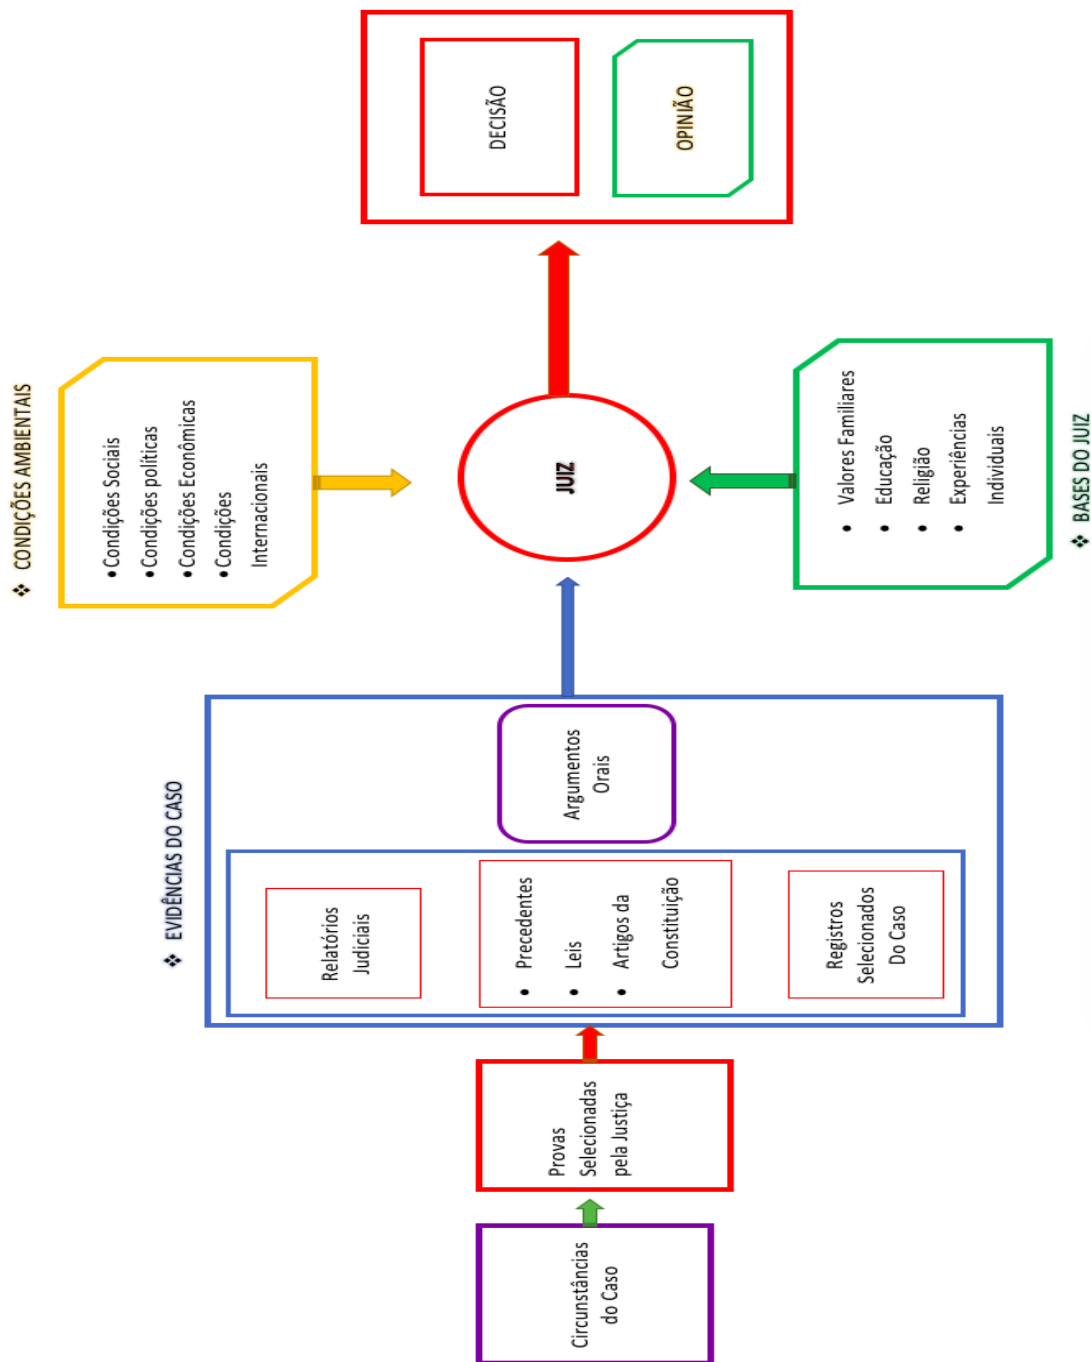 ❖ CONDIÇÕES AMBIENTAIS
• Condições Sociais
• Condições políticas
• Condições Econômicas
• Condições
Internacionais
❖ EVIDÊNCIAS DO CASO
Circunstâncias
do Caso
Provas
Selecionadas
pela Justiça
Relatórios
Judiciais
• Precedentes
• Leis
• Artigos da
Constituição
Registros
Selecionados
Do Caso
Argumentos
Orais
JUIZ
DECISÃO
OPINIÃO
• Valores Familiares
• Educação
• Religião
• Experiências
Individuais
❖ BASES DO JUIZ